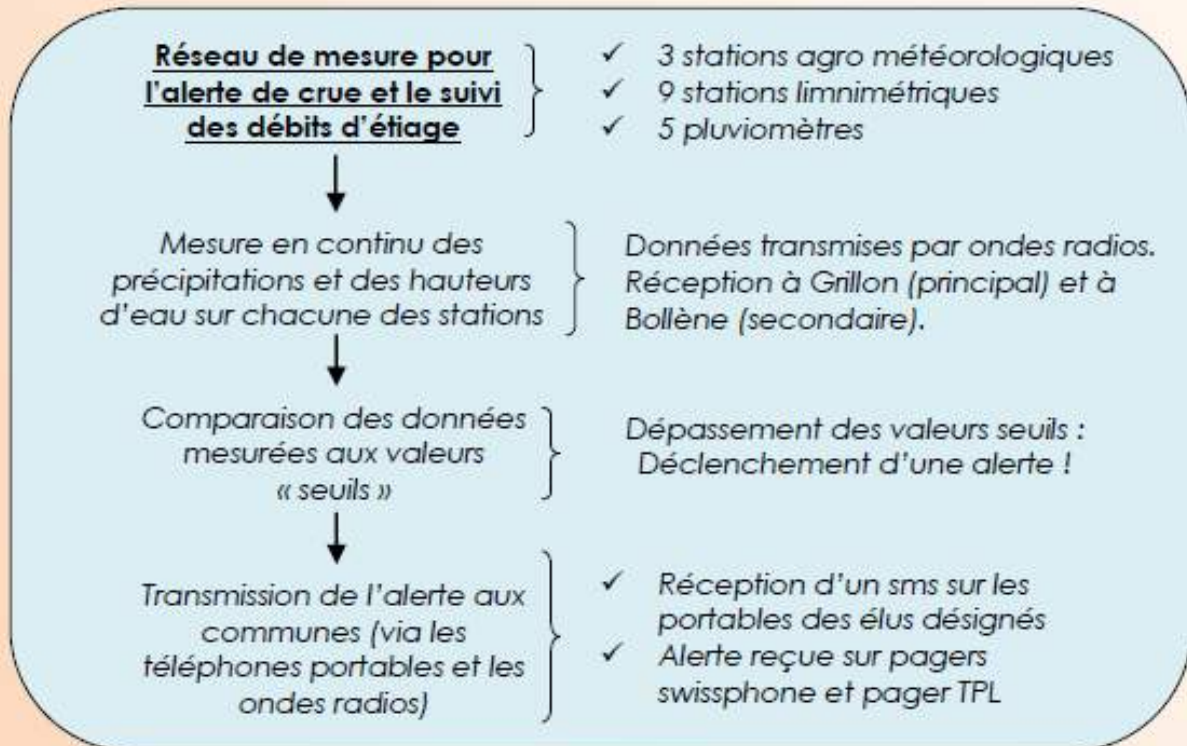 Réseau de mesure pour
l'alerte de crue et le suivi
des débits d'étiage
✓ 3 stations agro météorologiques
✓ 9 stations limnimétriques
✓ 5 pluviomètres
Mesure en continu des
précipitations et des hauteurs
d'eau sur chacune des stations
Données transmises par ondes radios.
Réception à Grillon (principal) et à
Bollène (secondaire).
Comparaison des données
mesurées aux valeurs
« seuils »
Dépassement des valeurs seuils :
Déclenchement d'une alerte !
Transmission de l'alerte aux
communes (via les
téléphones portables et les
ondes radios)
✓ Réception d'un sms sur les
portables des élus désignés
✓ Alerte reçue sur pagers
swissphone et pager TPL